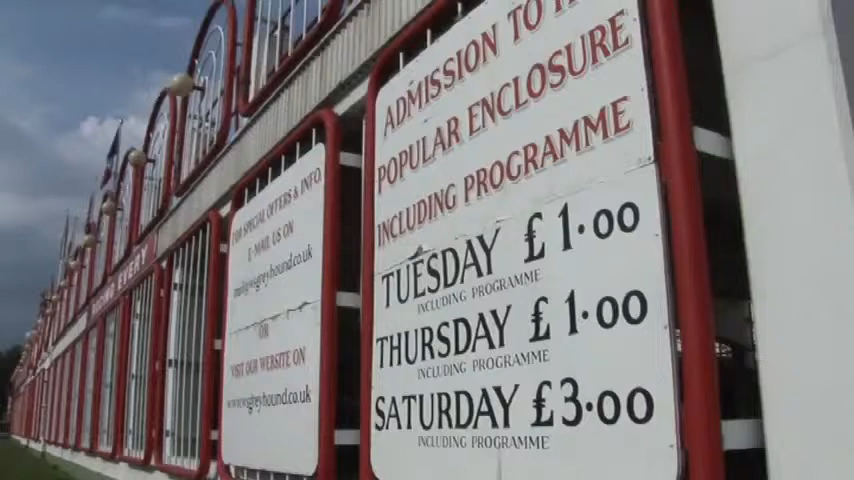 ADMISSION TO
POPULAR ENCLOSURE
INCLUDING PROGRAMME
TUESDAY £1·00
INCLUDING PROGRAMME
THURSDAY £1·00
INCLUDING PROGRAMME
SATURDAY £3·00
INCLUDING PROGRAMME
FOR SPECIAL OFFERS & INFO.
E-MAIL US ON
OR
VISIT OUR WEBSITE ON
EVERY